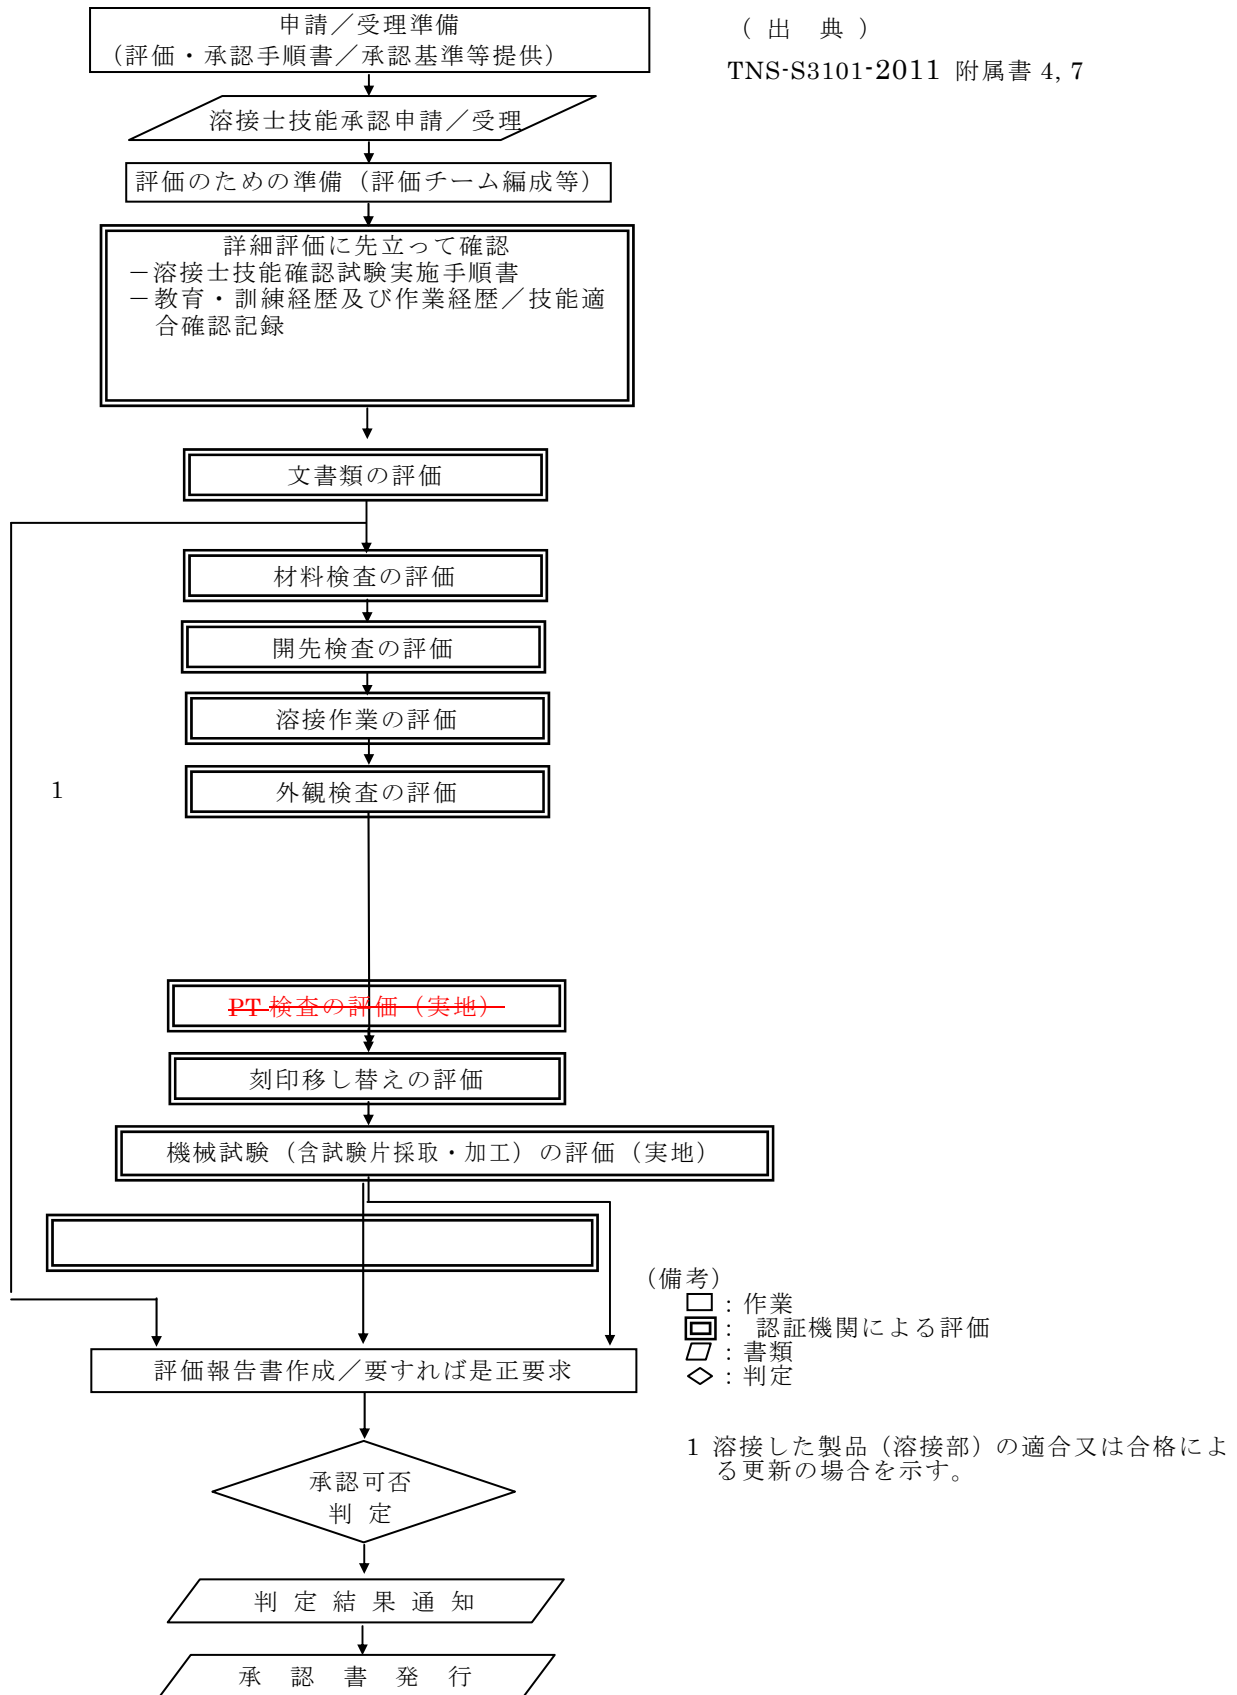 申請／受理準備
（評価・承認手順書／承認基準等提供）
（ 出　典 ）
TNS-S3101-2011 附属書 4, 7
溶接士技能承認申請／受理
評価のための準備（評価チーム編成等）
詳細評価に先立って確認
－溶接士技能確認試験実施手順書
－教育・訓練経歴及び作業経歴／技能適
合確認記録
文書類の評価
材料検査の評価
開先検査の評価
溶接作業の評価
1
外観検査の評価
PT 検査の評価（実地）
刻印移し替えの評価
機械試験（含試験片採取・加工）の評価（実地）
（備考）
：作業
：　認証機関による評価
：書類
：判定
評価報告書作成／要すれば是正要求
1 溶接した製品（溶接部）の適合又は合格によ
る更新の場合を示す。
承認可否
判 定
判 定 結 果 通 知
承 認 書 発 行